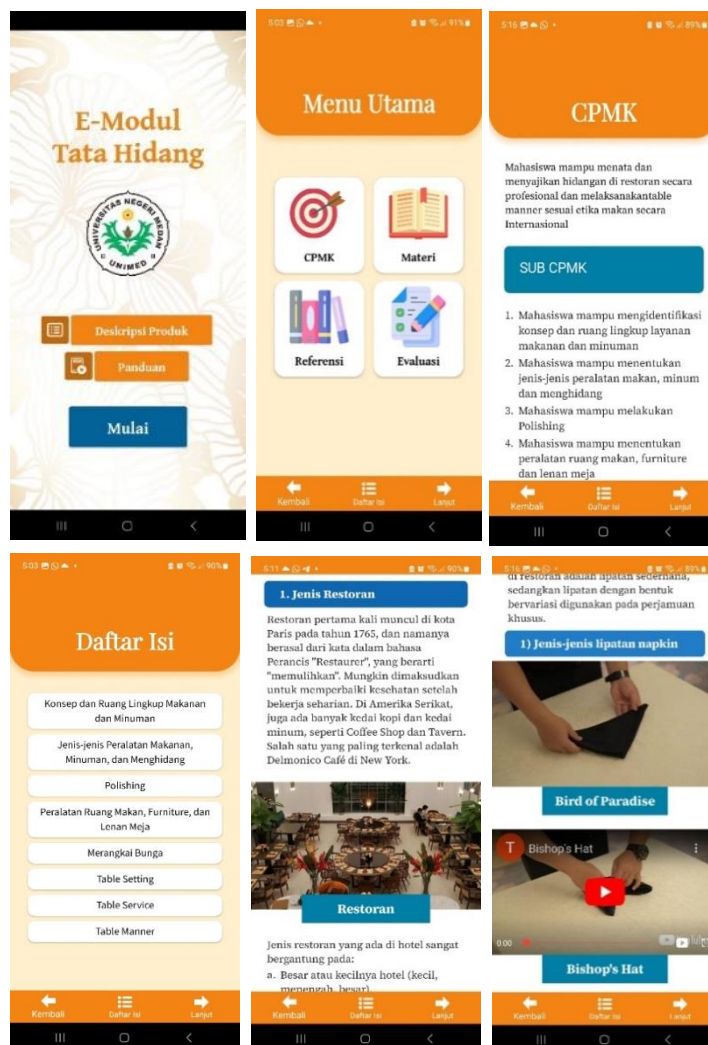 E-Modul
Tata Hidang
UNIVERSITAS NEGERI MEDAN
UNIMED
Deskripsi Produk
Panduan
Mulai
5:03
91%
Menu Utama
CPMK
Materi
Referensi
Evaluasi
Kembali
Daftar Isi
Lanjut
5:16
89%
CPMK
Mahasiswa mampu menata dan
menyajikan hidangan di restoran secara
profesional dan melaksanakantable
manner sesuai etika makan secara
Internasional
SUB CPMK
1. Mahasiswa mampu mengidentifikasi
konsep dan ruang lingkup layanan
makanan dan minuman
2. Mahasiswa mampu menentukan
jenis-jenis peralatan makan, minum
dan menghidang
3. Mahasiswa mampu melakukan
Polishing
4. Mahasiswa mampu menentukan
peralatan ruang makan, furniture
dan lenan meja
Kembali
Daftar Isi
Lanjut
5:03
90%
Daftar Isi
Konsep dan Ruang Lingkup Makanan
dan Minuman
Jenis-jenis Peralatan Makanan,
Minuman, dan Menghidang
Polishing
Peralatan Ruang Makan, Furniture, dan
Lenan Meja
Merangkai Bunga
Table Setting
Table Service
Table Manner
Kembali
Daftar Isi
Lanjut
5:11
90%
1. Jenis Restoran
Restoran pertama kali muncul di kota
Paris pada tahun 1765, dan namanya
berasal dari kata dalam bahasa
Perancis "Restaurer", yang berarti
"memulihkan". Mungkin dimaksudkan
untuk memperbaiki kesehatan setelah
bekerja seharian. Di Amerika Serikat,
juga ada banyak kedai kopi dan kedai
minum, seperti Coffee Shop dan Tavern.
Salah satu yang paling terkenal adalah
Delmonico Café di New York.
Restoran
Jenis restoran yang ada di hotel sangat
bergantung pada:
a. Besar atau kecilnya hotel (kecil,
menengah, besar).
Kembali
Daftar Isi
Lanjut
5:16
89%
di restoran adalah lipatan sederhana,
sedangkan lipatan dengan bentuk
bervariasi digunakan pada perjamuan
khusus.
1) Jenis-jenis lipatan napkin
Bird of Paradise
T
Bishop's Hat
0:00
Bishop's Hat
Kembali
Daftar Isi
Lanjut